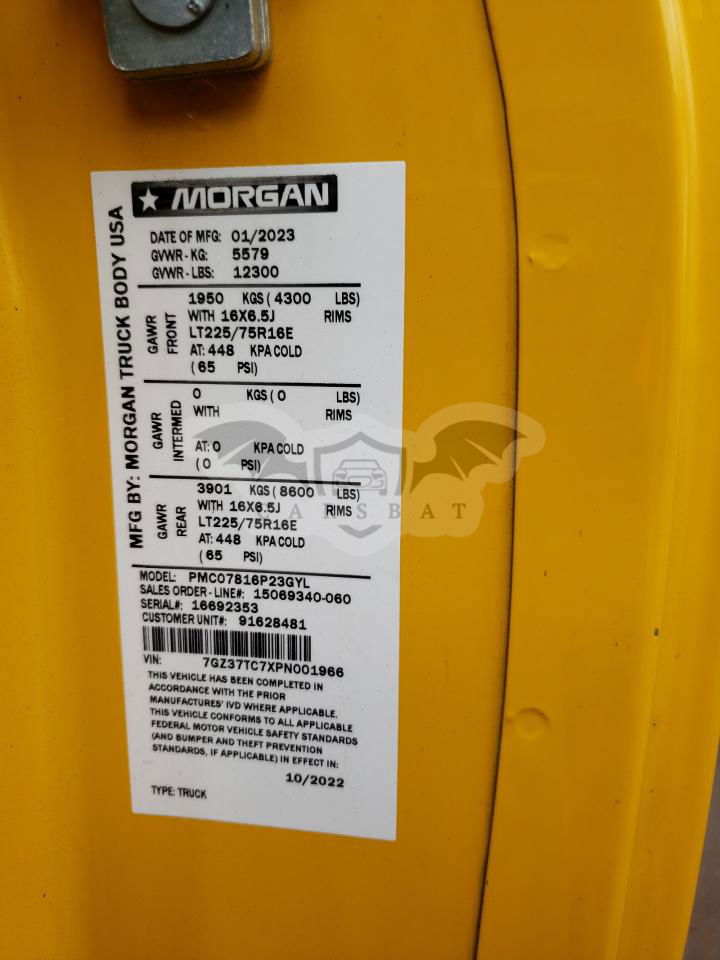 8
★ MORGAN
MFG BY: MORGAN TRUCK BODY USA
DATE OF MFG: 01/2023
GVWR-KG: 5579
GVWR-LBS: 12300
GAWR FRONT
1950 KGS (4300 LBS)
WITH 16X6.5J RIMS
LT225/75R16E
AT: 448 KPA COLD
(65 PSI)
GAWR INTERMED
0 KGS (0 LBS)
WITH RIMS
AT: 0 KPA COLD
(0 PSI)
GAWR REAR
3901 KGS (8600 LBS)
WITH 16X6.5J RIMS
LT225/75R16E
AT: 448 KPA COLD
(65 PSI)
CARSBAT
MODEL: PMC07816P23GYL
SALES ORDER-LINE#: 15069340-060
SERIAL#: 16692353
CUSTOMER UNIT#: 91628481
VIN: 7GZ37TC7XPN001966
THIS VEHICLE HAS BEEN COMPLETED IN
ACCORDANCE WITH THE PRIOR
MANUFACTURES' IVD WHERE APPLICABLE.
THIS VEHICLE CONFORMS TO ALL APPLICABLE
FEDERAL MOTOR VEHICLE SAFETY STANDARDS
(AND BUMPER AND THEFT PREVENTION
STANDARDS, IF APPLICABLE) IN EFFECT IN:
10/2022
TYPE: TRUCK